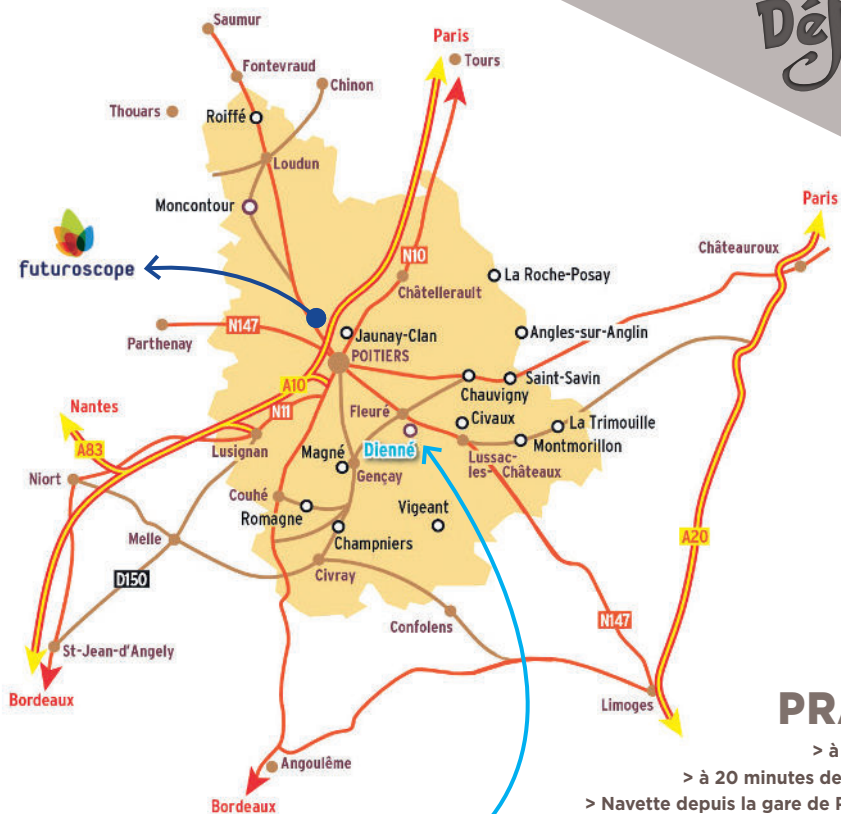 Saumur
Paris
Tours
Fontevraud
Chinon
Thouars
Roiffé
Loudun
Moncontour
Paris
Châteauroux
N10
La Roche-Posay
futuroscope
Châtellerault
N147
Parthenay
Jaunay-Clan
Angles-sur-Anglin
POITIERS
A10
Saint-Savin
Chauvigny
Nantes
N11
Fleuré
Civaux
La Trimouille
A83
Lusignan
Magné
Dienné
Montmorillon
Lussac-
les- Châteaux
Niort
Gençay
Couhé
Romagne
Vigeant
Melle
Champniers
A20
D150
Civray
Confolens
N147
St-Jean-d'Angely
Bordeaux
Limoges
Angoulême
Bordeaux
PRA
> à
> à 20 minutes de
> Navette depuis la gare de P